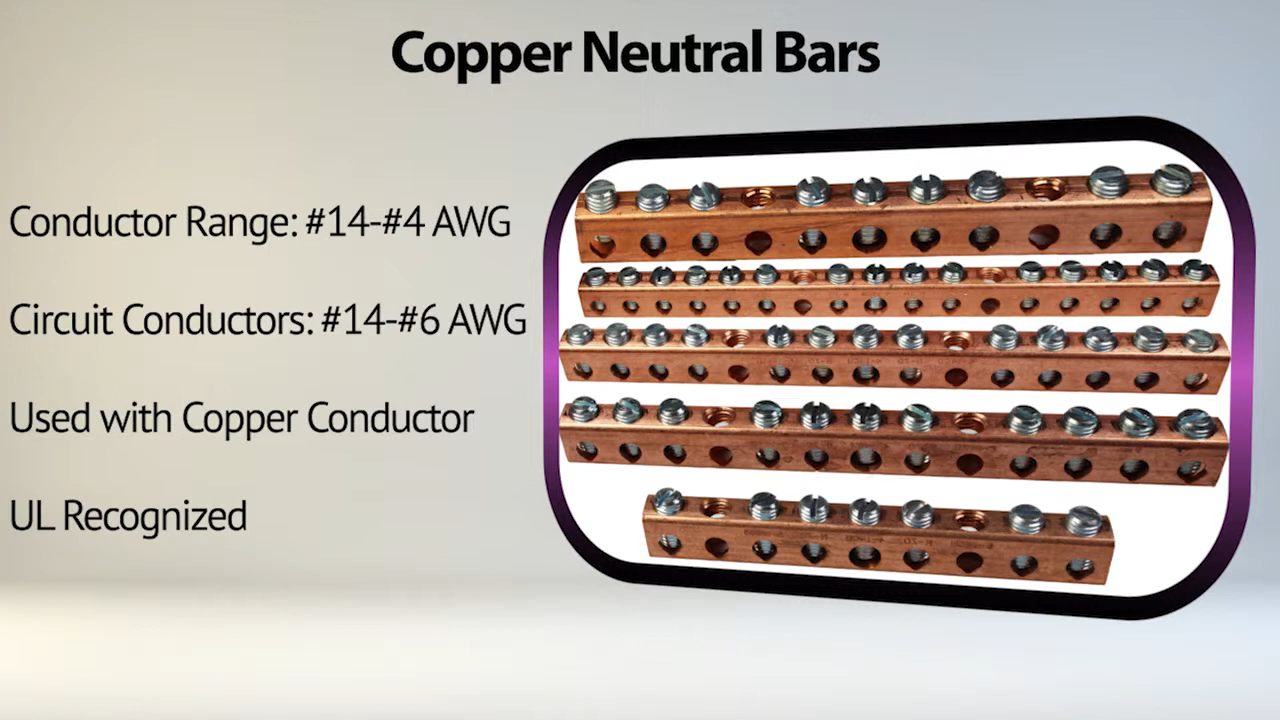 Copper Neutral Bars
Conductor Range: #14-#4 AWG
Circuit Conductors: #14-#6 AWG
Used with Copper Conductor
UL Recognized